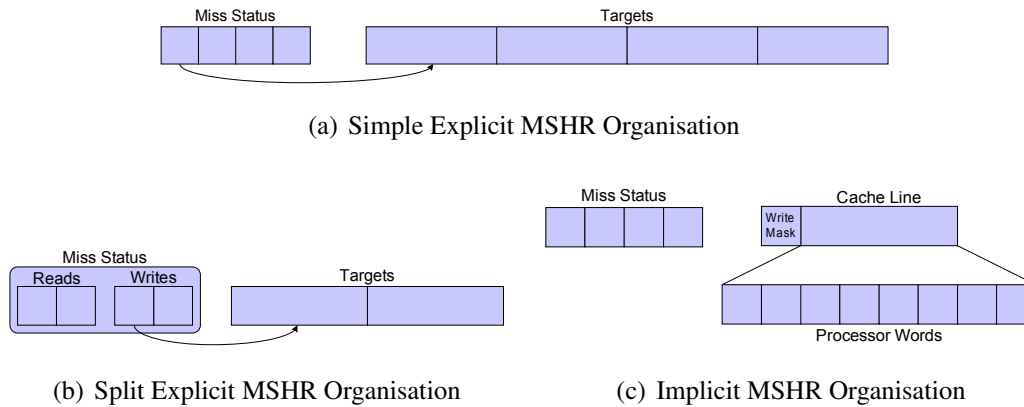 Miss Status
Targets
(a) Simple Explicit MSHR Organisation
Miss Status
Reads
Writes
Targets
(b) Split Explicit MSHR Organisation
Miss Status
Cache Line
Write
Mask
Processor Words
(c) Implicit MSHR Organisation